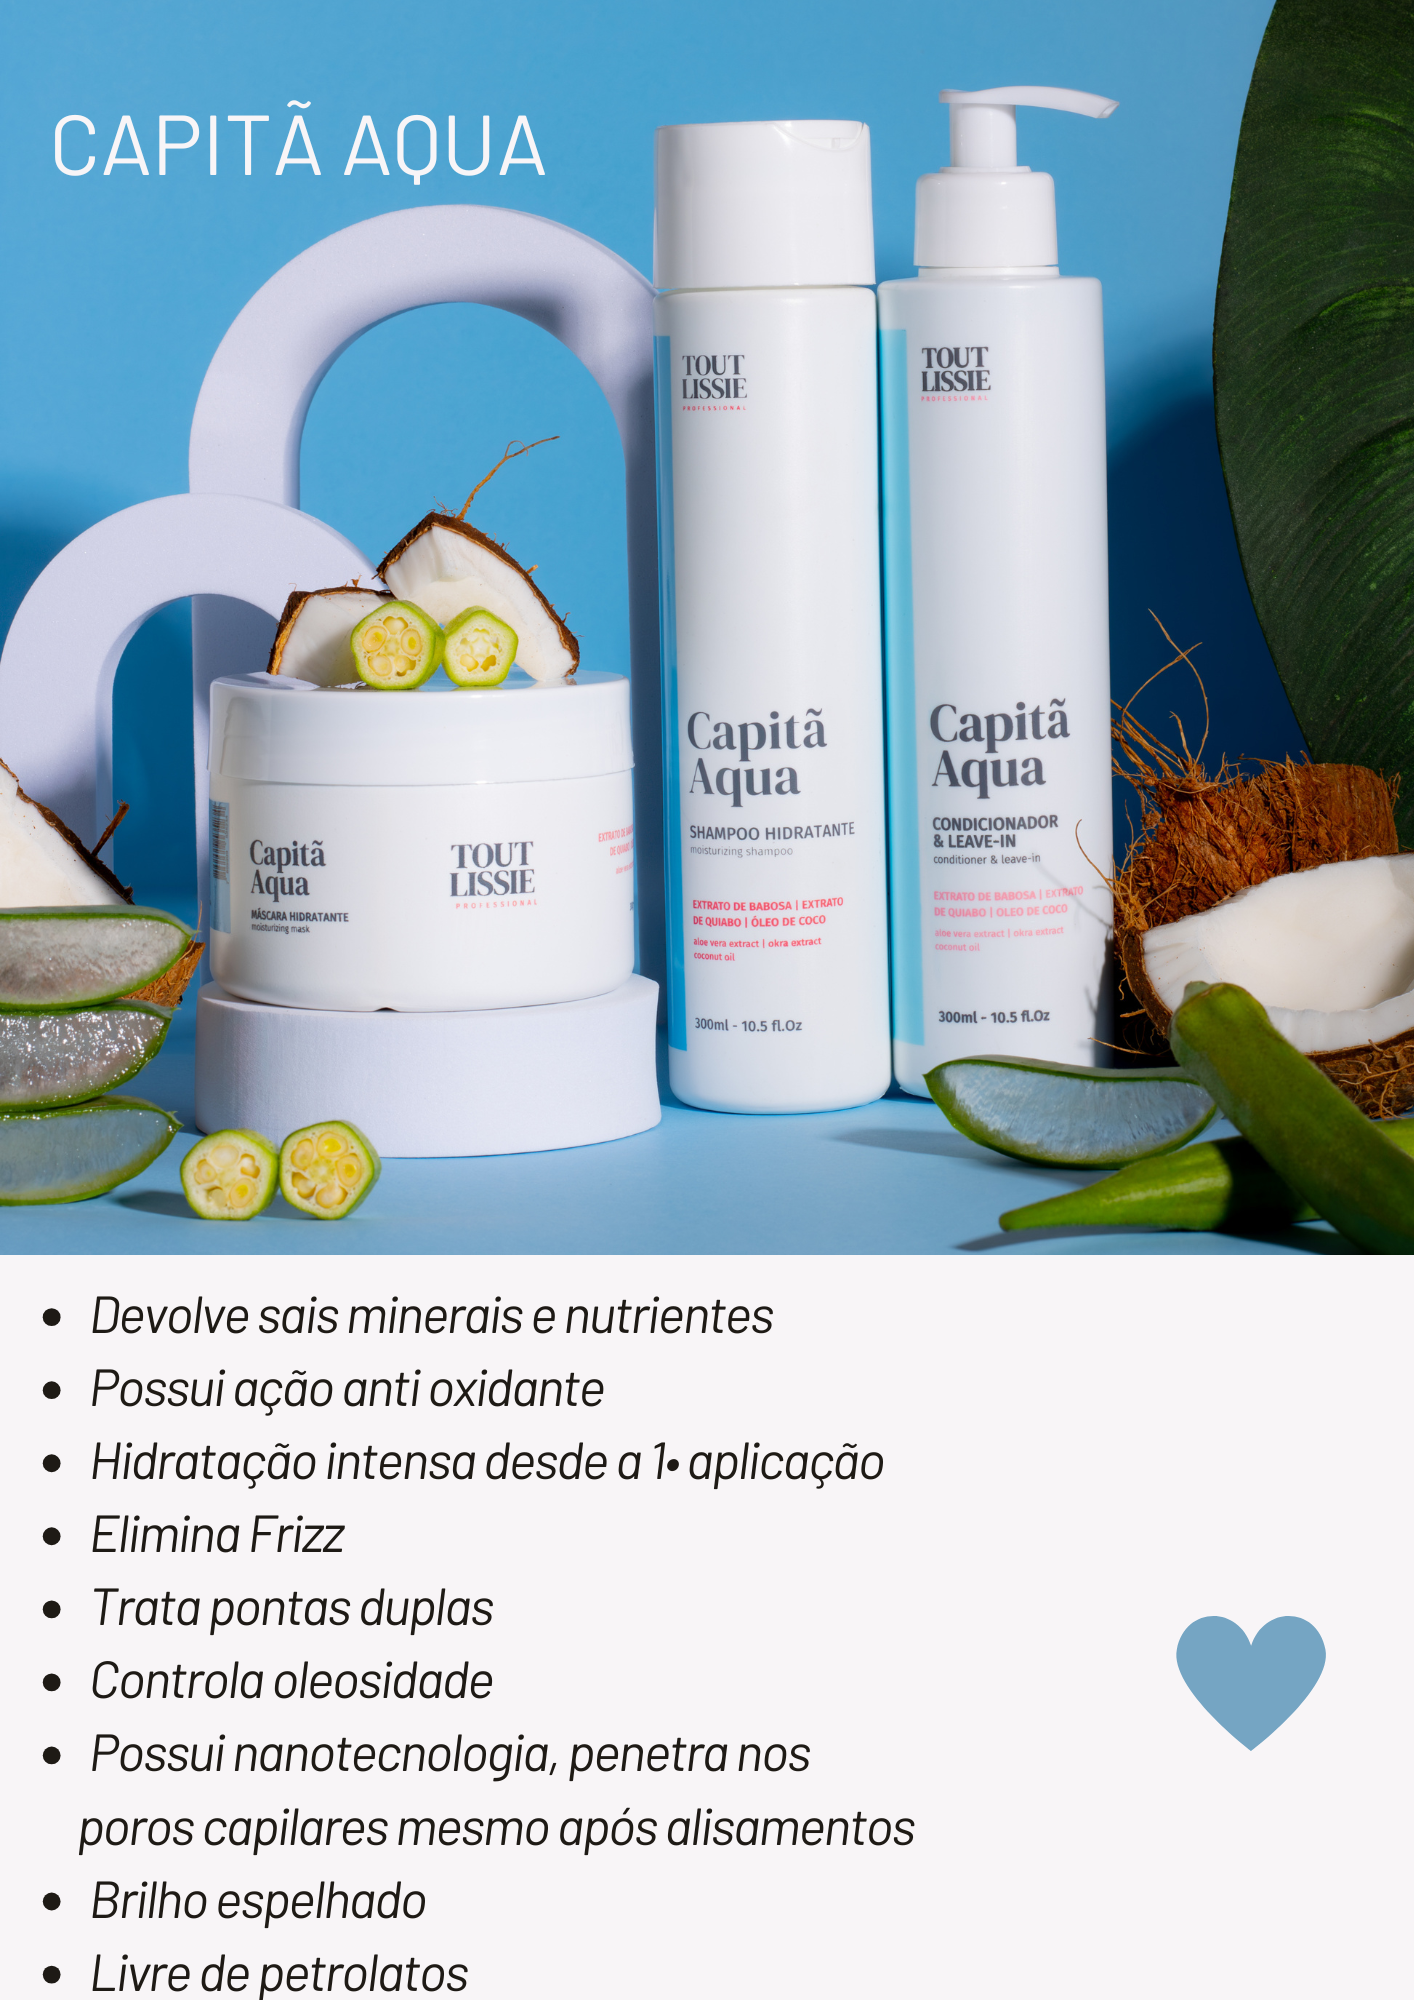 CAPITÃ AQUA
TOUT
LISSIE
PROFESSIONAL
Capitã
Aqua
SHAMPOO HIDRATANTE
moisturizing shampoo
EXTRATO DE BABOSA | EXTRATO
DE QUIABO | ÓLEO DE COCO
aloe vera extract | okra extract
coconut oil
300ml - 10.5 fl.Oz
TOUT
LISSIE
PROFESSIONAL
Capitã
Aqua
CONDICIONADOR
& LEAVE-IN
conditioner & leave-in
EXTRATO DE BABOSA | EXTRATO
DE QUIABO | OLEO DE COCO
aloe vera extract | okra extract
coconut oil
300ml - 10.5 fl.Oz
Capitã
Aqua
MÁSCARA HIDRATANTE
moisturizing mask
TOUT
LISSIE
PROFESSIONAL
EXTRATO DE
DE QUIABO
• Devolve sais minerais e nutrientes
• Possui ação anti oxidante
• Hidratação intensa desde a 1• aplicação
• Elimina Frizz
• Trata pontas duplas
• Controla oleosidade
• Possui nanotecnologia, penetra nos
poros capilares mesmo após alisamentos
• Brilho espelhado
• Livre de petrolatos